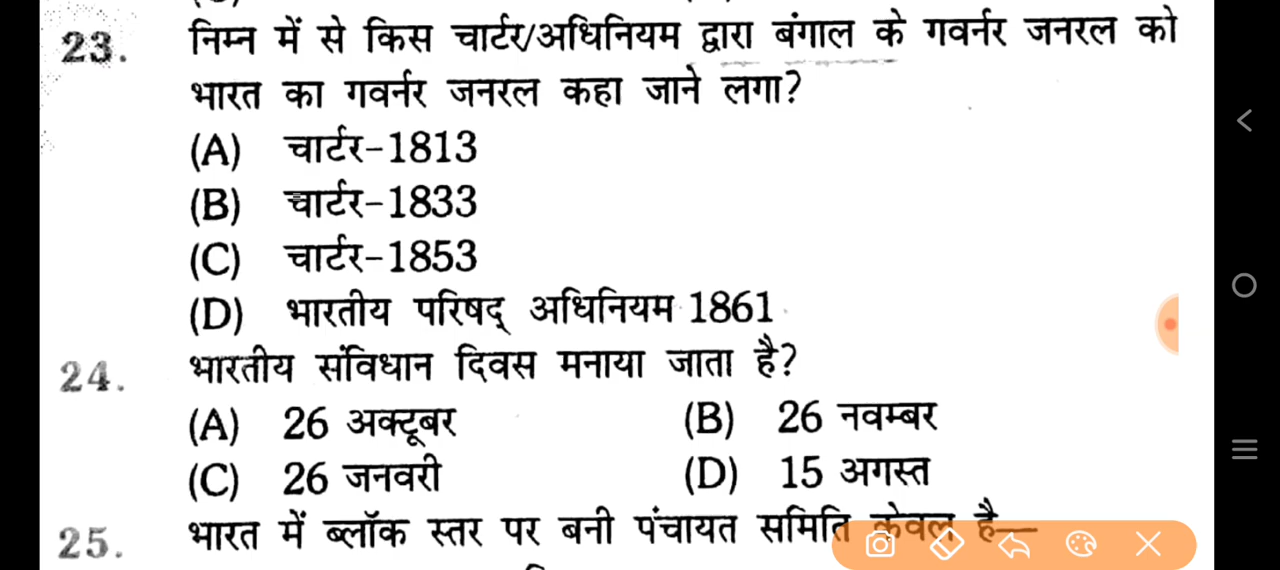 23. निम्न में से किस चार्टर/अधिनियम द्वारा बंगाल के गवर्नर जनरल को
भारत का गवर्नर जनरल कहा जाने लगा?
(A) चार्टर-1813
(B) चार्टर-1833
(C) चार्टर-1853
(D) भारतीय परिषद् अधिनियम 1861
24. भारतीय संविधान दिवस मनाया जाता है?
(A) 26 अक्टूबर (B) 26 नवम्बर
(C) 26 जनवरी (D) 15 अगस्त
25. भारत में ब्लॉक स्तर पर बनी पंचायत समिति केवल है—